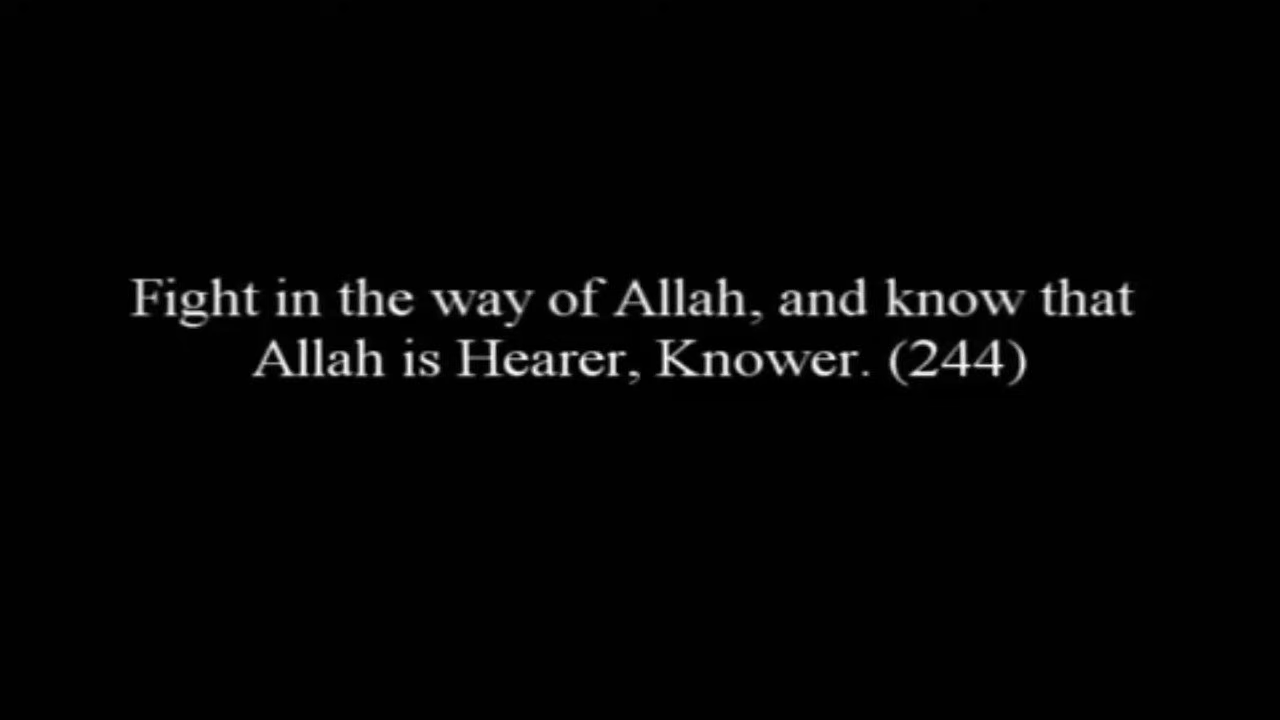 Fight in the way of Allah, and know that
Allah is Hearer, Knower. (244)